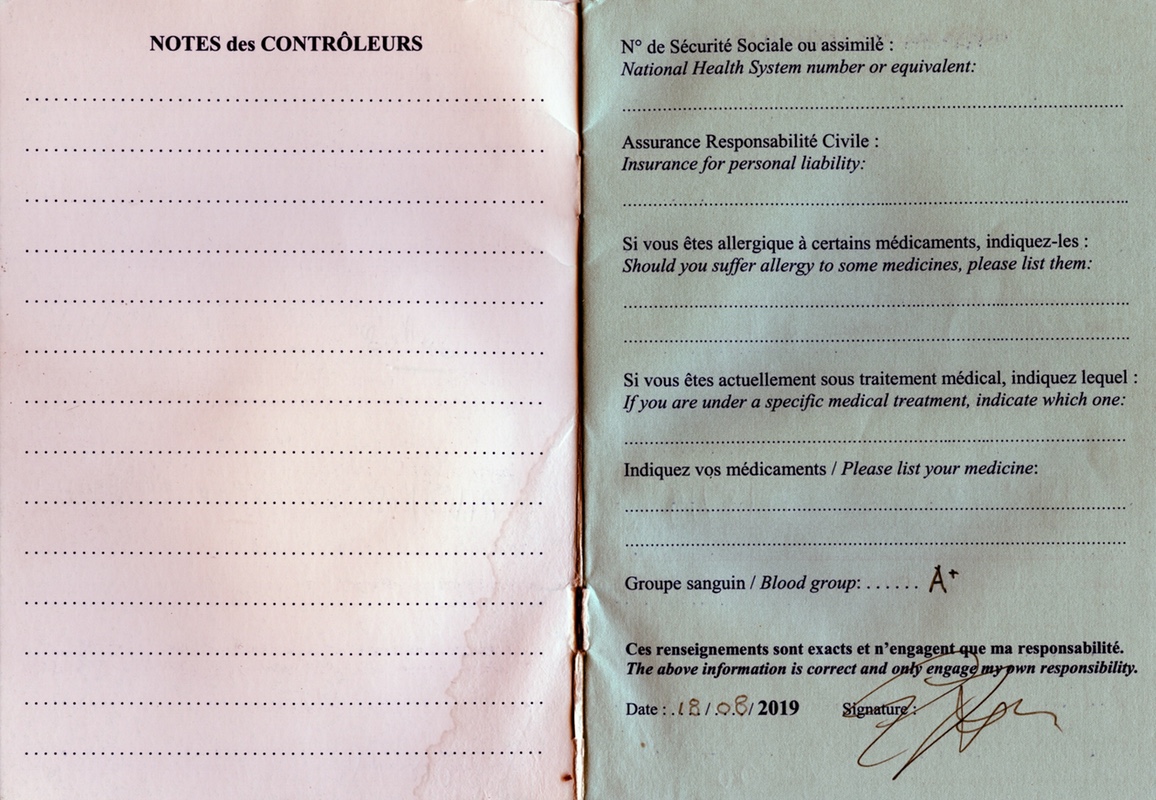 NOTES des CONTRÔLEURS
N° de Sécurité Sociale ou assimilé :
National Health System number or equivalent:
Assurance Responsabilité Civile :
Insurance for personal liability:
Si vous êtes allergique à certains médicaments, indiquez-les :
Should you suffer allergy to some medicines, please list them:
Si vous êtes actuellement sous traitement médical, indiquez lequel :
If you are under a specific medical treatment, indicate which one:
Indiquez vos médicaments / Please list your medicine:
Groupe sanguin / Blood group: . . . . . . A+
Ces renseignements sont exacts et n'engagent que ma responsabilité.
The above information is correct and only engage my own responsibility.
Date : 18 / 08 / 2019 Signature :